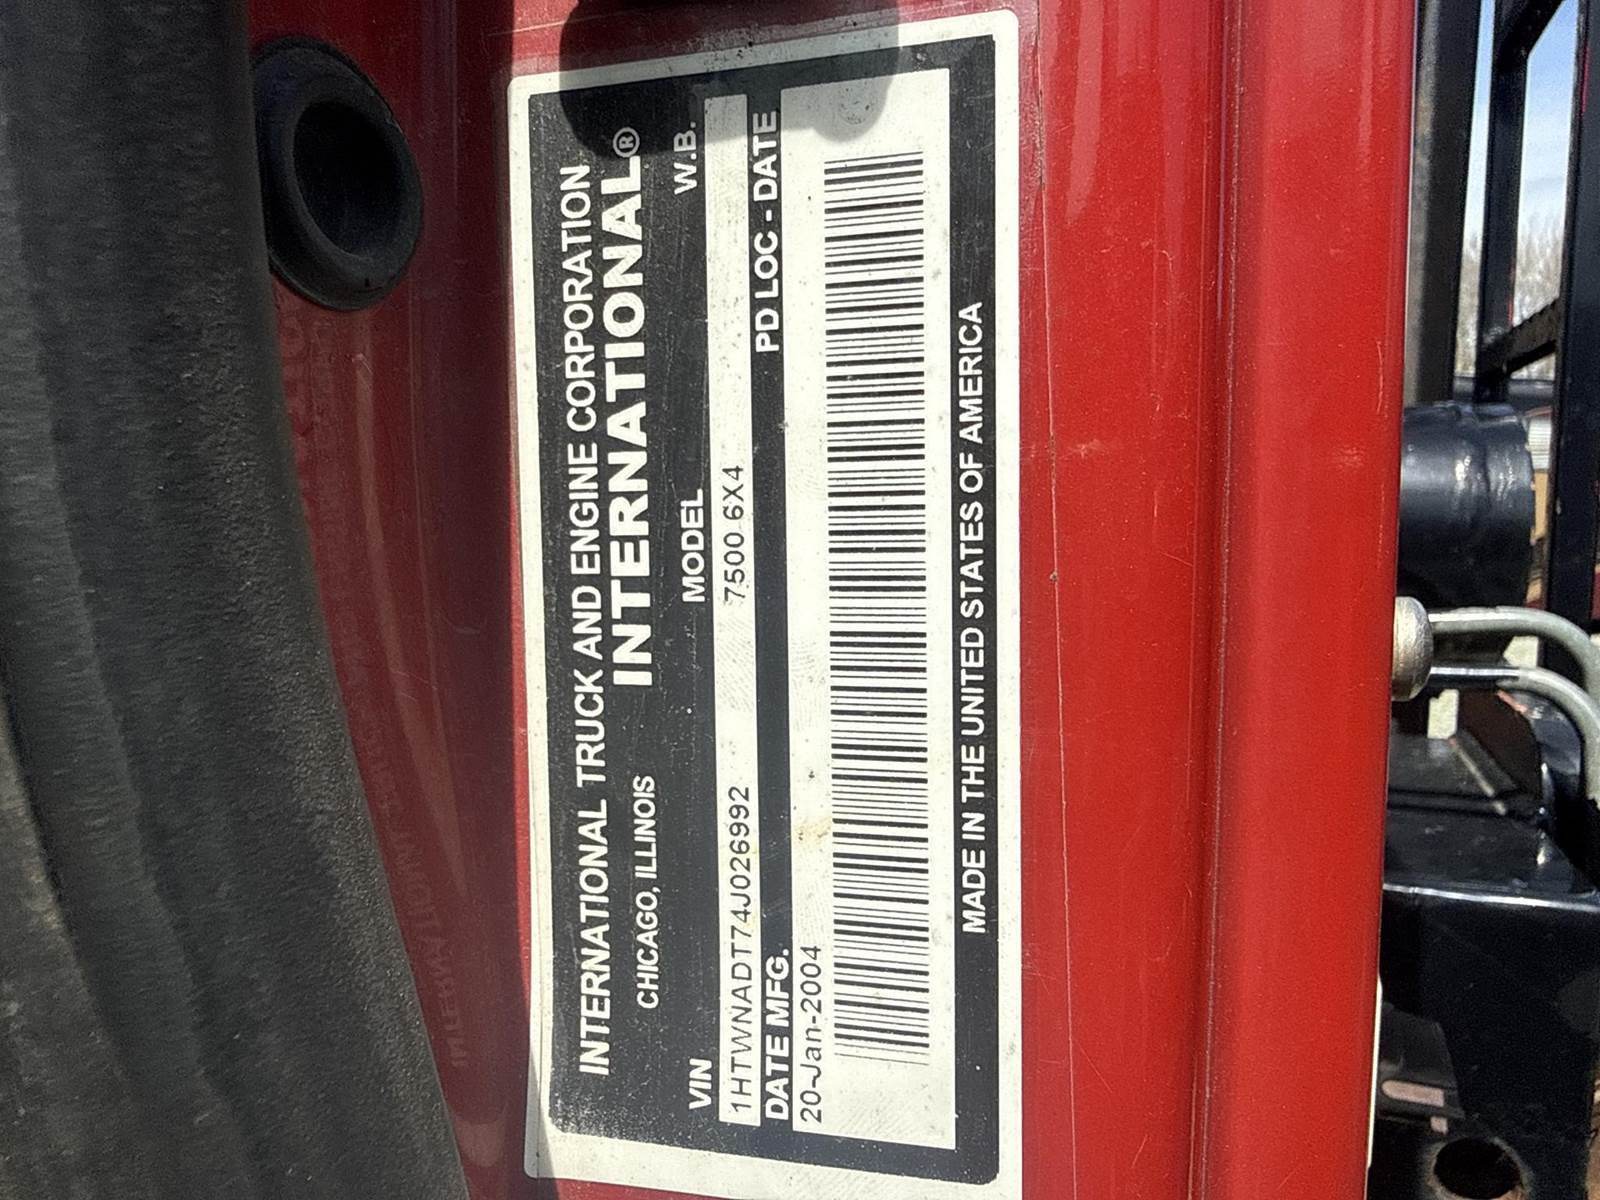 INTERNATIONAL TRUCK AND ENGINE CORPORATION
CHICAGO, ILLINOIS INTERNATIONAL®
VIN MODEL W.B.
1HTWNADT74J026992 7500 6X4
DATE MFG. PD LOC - DATE
20-Jan-2004
MADE IN THE UNITED STATES OF AMERICA